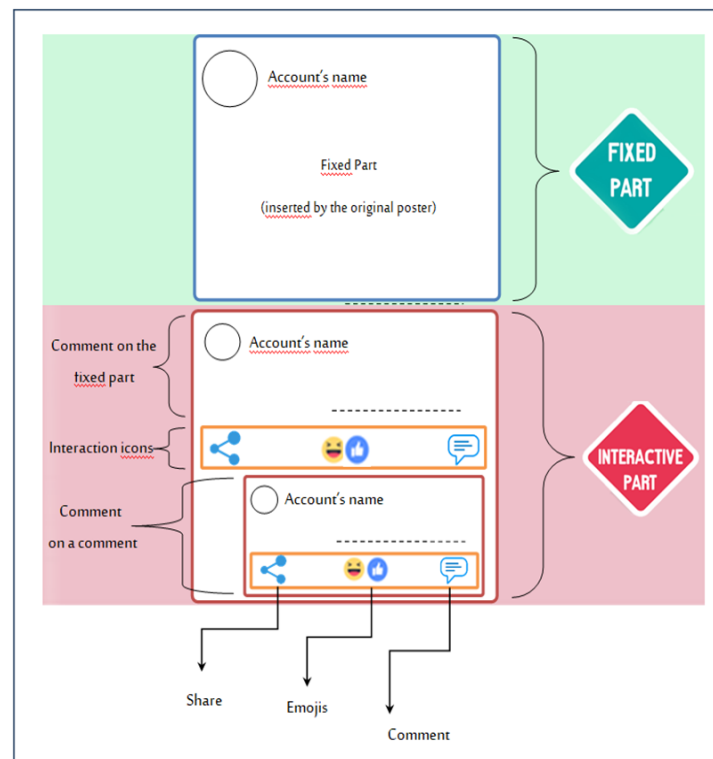 Account's name
Fixed Part
(inserted by the original poster)
FIXED
PART
Comment on the
fixed part
Account's name
Interaction icons
INTERACTIVE
PART
Comment
on a comment
Account's name
Share
Emojis
Comment